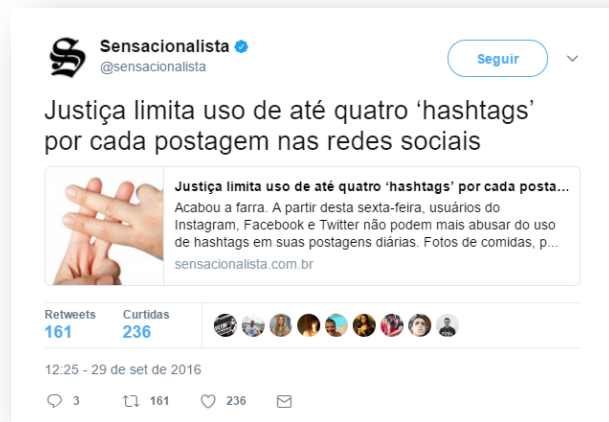 Sensacionalista
@sensacionalista
Seguir
Justiça limita uso de até quatro ‘hashtags’
por cada postagem nas redes sociais
Justiça limita uso de até quatro ‘hashtags’ por cada posta...
Acabou a farra. A partir desta sexta-feira, usuários do
Instagram, Facebook e Twitter não podem mais abusar do uso
de hashtags em suas postagens diárias. Fotos de comidas, p...
sensacionalista.com.br
Retweets Curtidas
161 236
12:25 - 29 de set de 2016
3 161 236